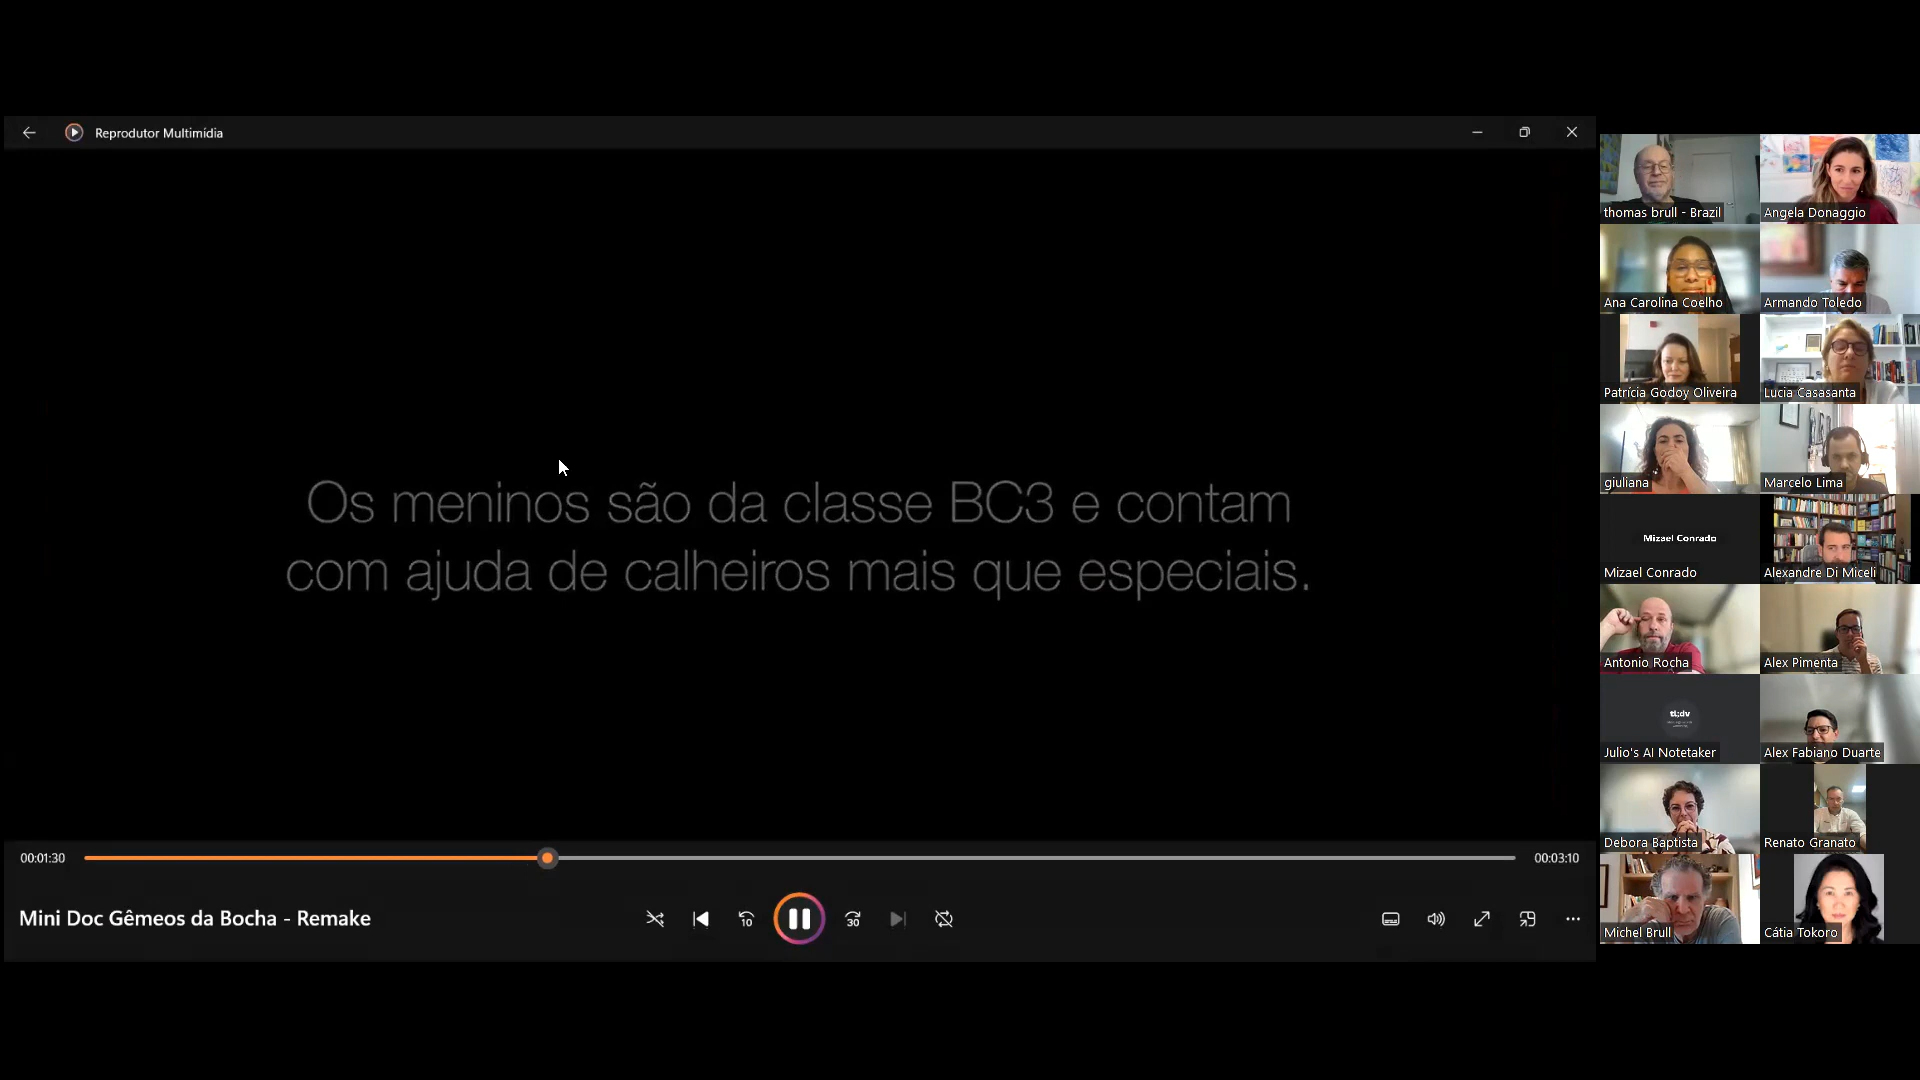 Reprodutor Multimídia
Os meninos são da classe BC3 e contam
com ajuda de calheiros mais que especiais.
00:01:30
00:03:10
Mini Doc Gêmeos da Bocha - Remake
10
30
thomas brull - Brazil
Angela Donaggio
Ana Carolina Coelho
Armando Toledo
Patrícia Godoy Oliveira
Lucia Casasanta
giuliana
Marcelo Lima
Mizael Conrado
Mizael Conrado
Alexandre Di Miceli
Antonio Rocha
Alex Pimenta
tl;dv
Julio's AI Notetaker
Alex Fabiano Duarte
Debora Baptista
Renato Granato
Michel Brull
Cátia Tokoro